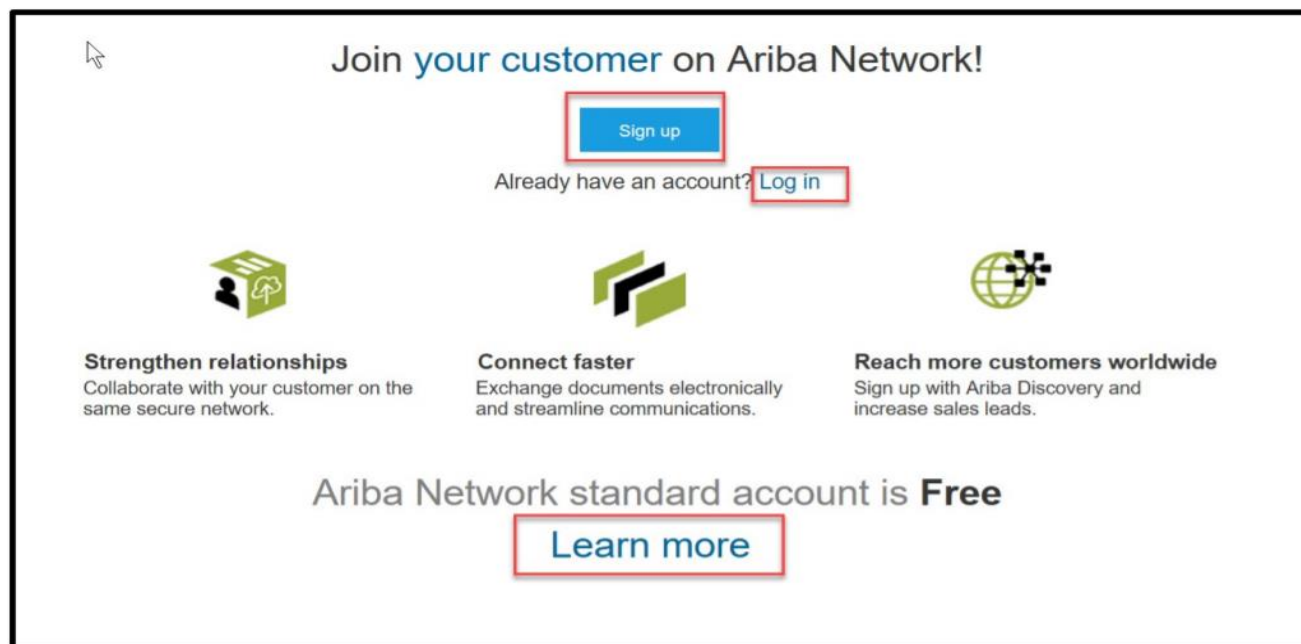 Join your customer on Ariba Network!
Sign up
Already have an account? Log in
Strengthen relationships
Collaborate with your customer on the
same secure network.
Connect faster
Exchange documents electronically
and streamline communications.
Reach more customers worldwide
Sign up with Ariba Discovery and
increase sales leads.
Ariba Network standard account is Free
Learn more